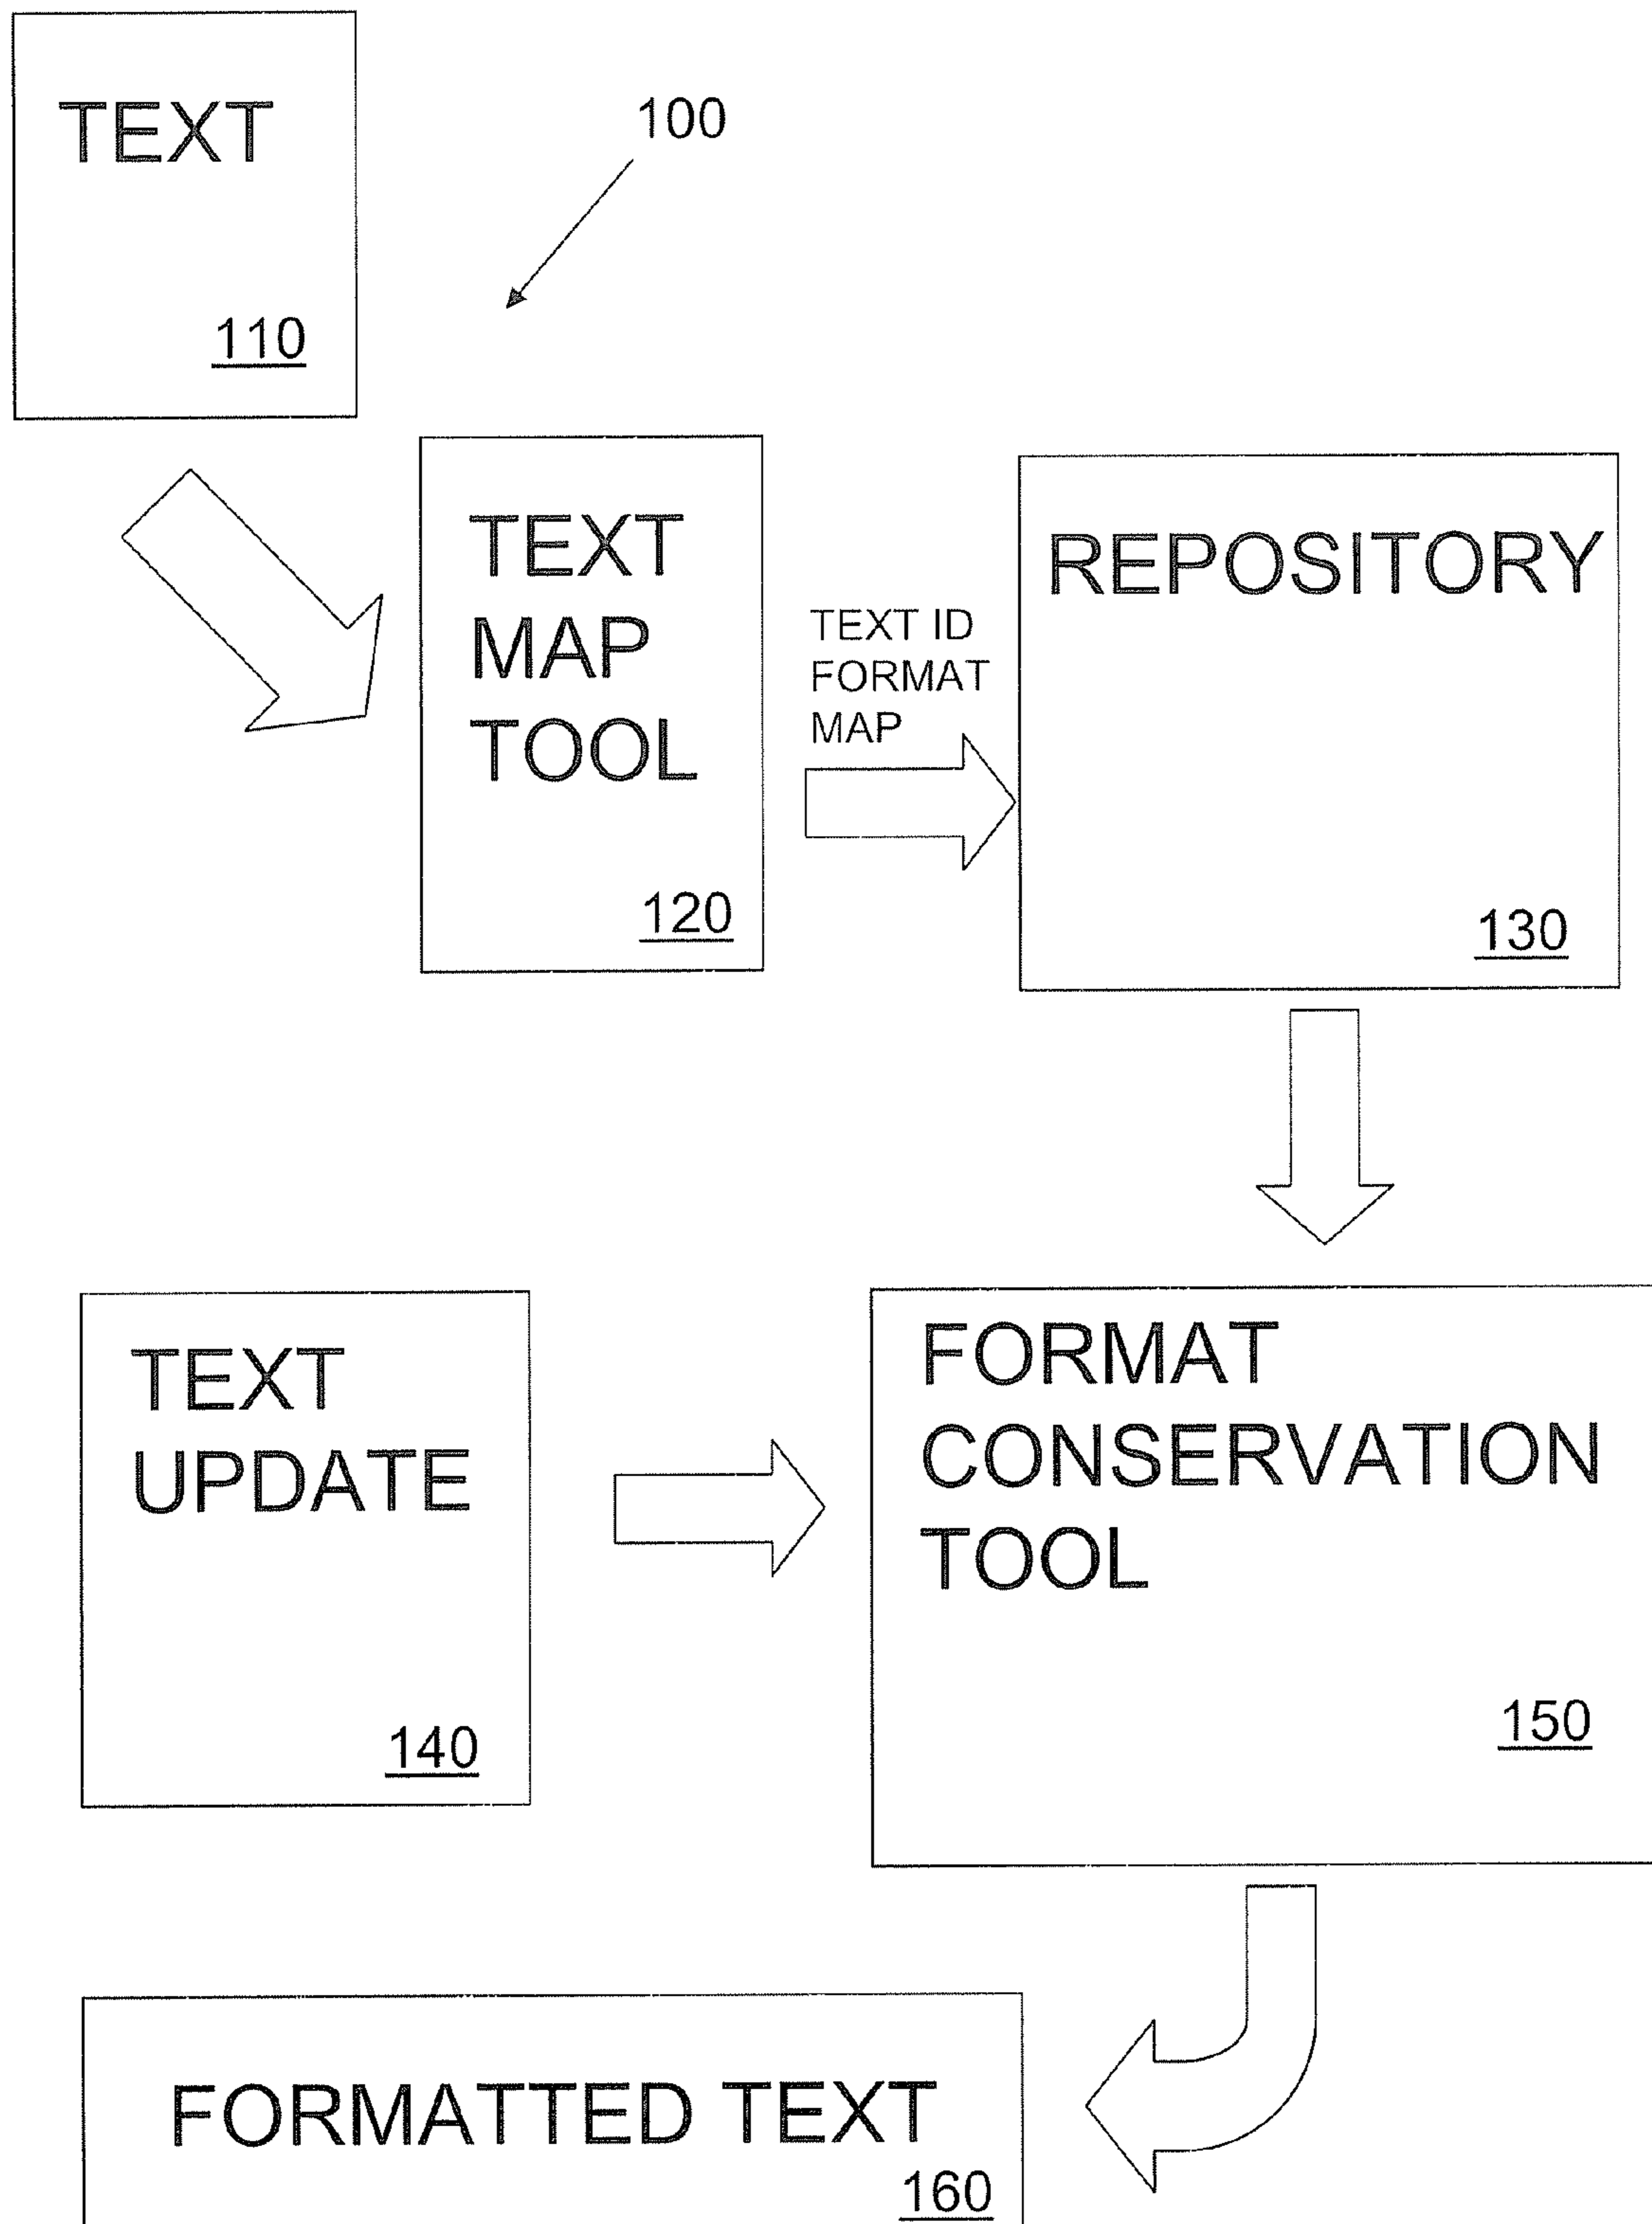 TEXT
110
100
TEXT
MAP
TOOL
120
TEXT ID
FORMAT
MAP
REPOSITORY
130
TEXT
UPDATE
140
FORMAT
CONSERVATION
TOOL
150
FORMATTED TEXT
160